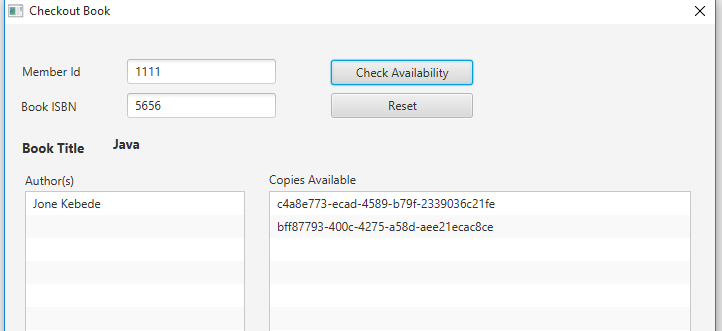 Checkout Book
Member Id 1111 Check Availability
Book ISBN 5656 Reset
Book Title Java
Author(s) Copies Available
Jone Kebede c4a8e773-ecad-4589-b79f-2339036c21fe
bff87793-400c-4275-a58d-aee21ecac8ce